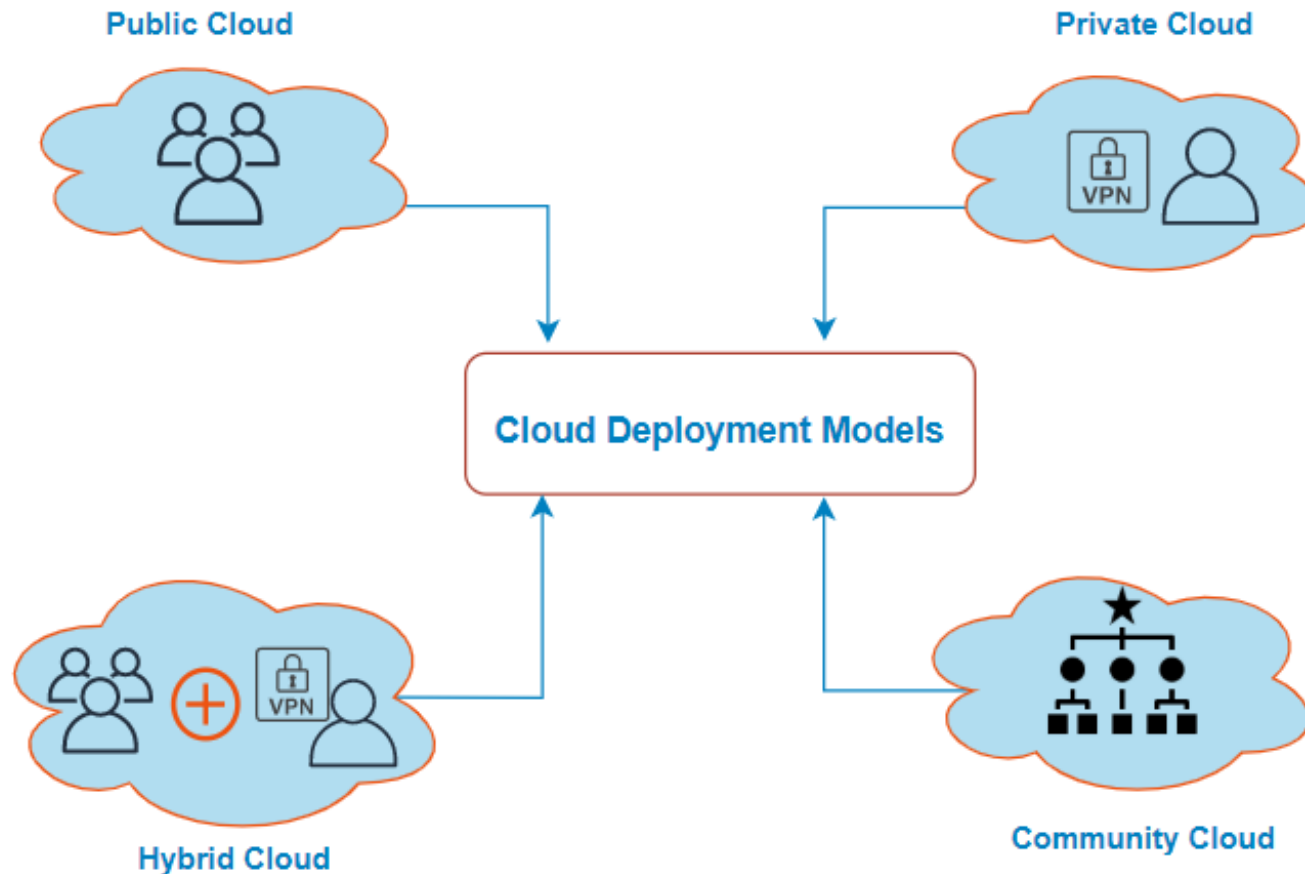 Public Cloud
Private Cloud
VPN
Cloud Deployment Models
VPN
Hybrid Cloud
Community Cloud